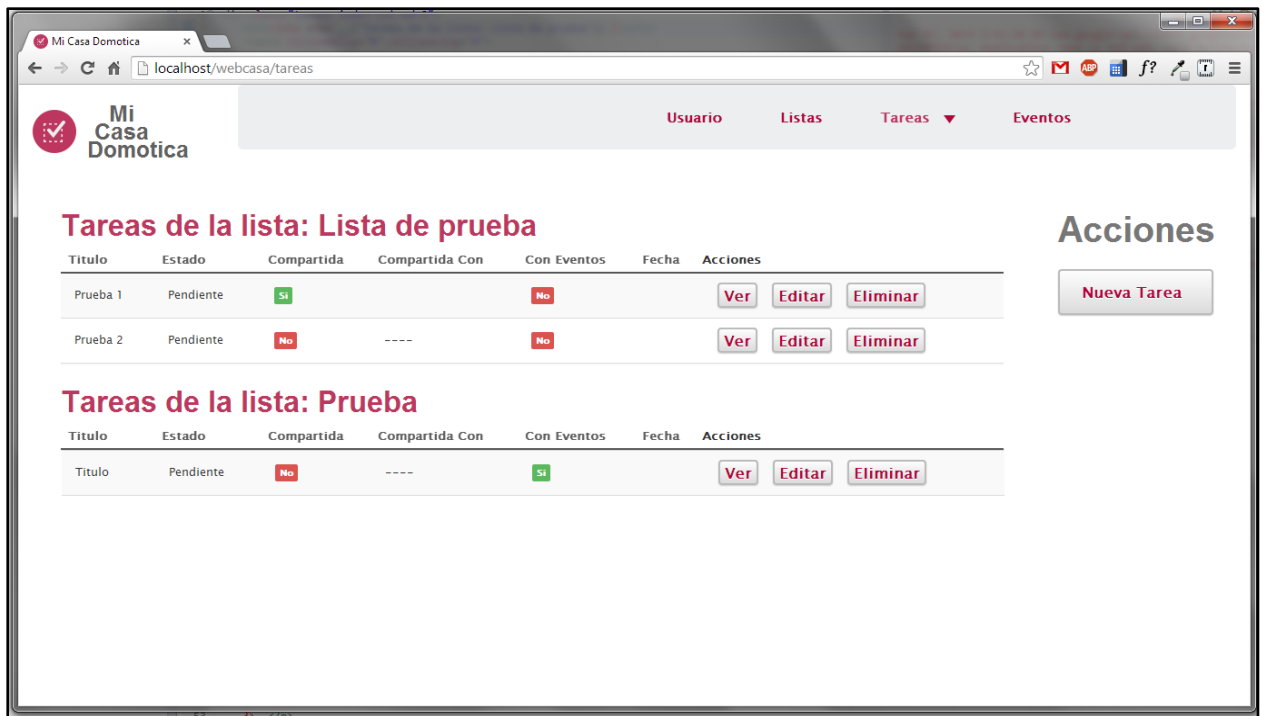 Mi Casa Domotica
localhost/webcasa/tareas
ABP
f?
Mi
Casa
Domotica
Usuario Listas Tareas Eventos
Tareas de la lista: Lista de prueba
Titulo Estado Compartida Compartida Con Con Eventos Fecha Acciones
Prueba 1 Pendiente Si No Ver Editar Eliminar
Prueba 2 Pendiente No ---- No Ver Editar Eliminar
Tareas de la lista: Prueba
Titulo Estado Compartida Compartida Con Con Eventos Fecha Acciones
Titulo Pendiente No ---- Si Ver Editar Eliminar
Acciones
Nueva Tarea